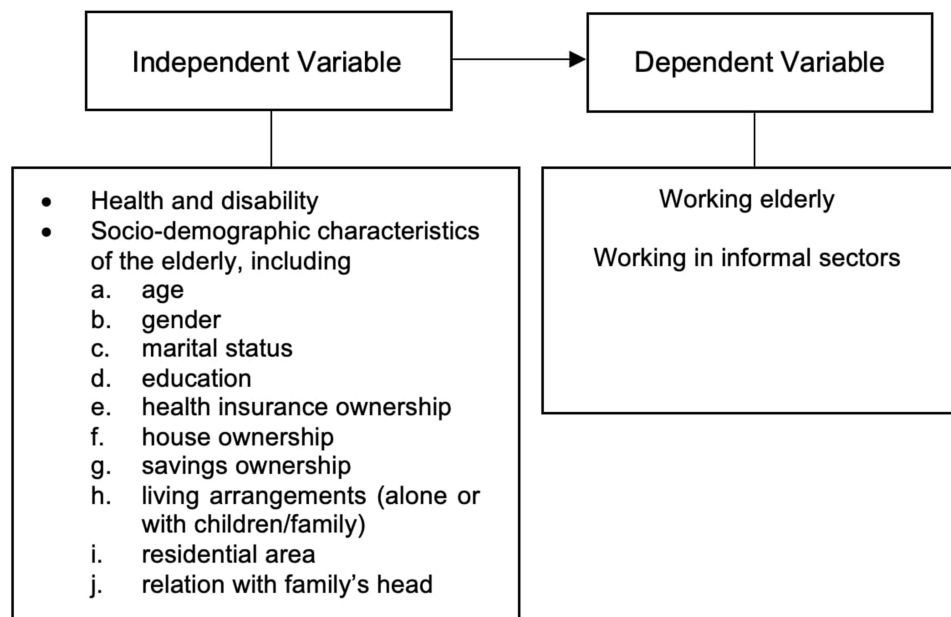 Independent Variable
Dependent Variable
• Health and disability
• Socio-demographic characteristics
of the elderly, including
a. age
b. gender
c. marital status
d. education
e. health insurance ownership
f. house ownership
g. savings ownership
h. living arrangements (alone or
with children/family)
i. residential area
j. relation with family’s head
Working elderly
Working in informal sectors